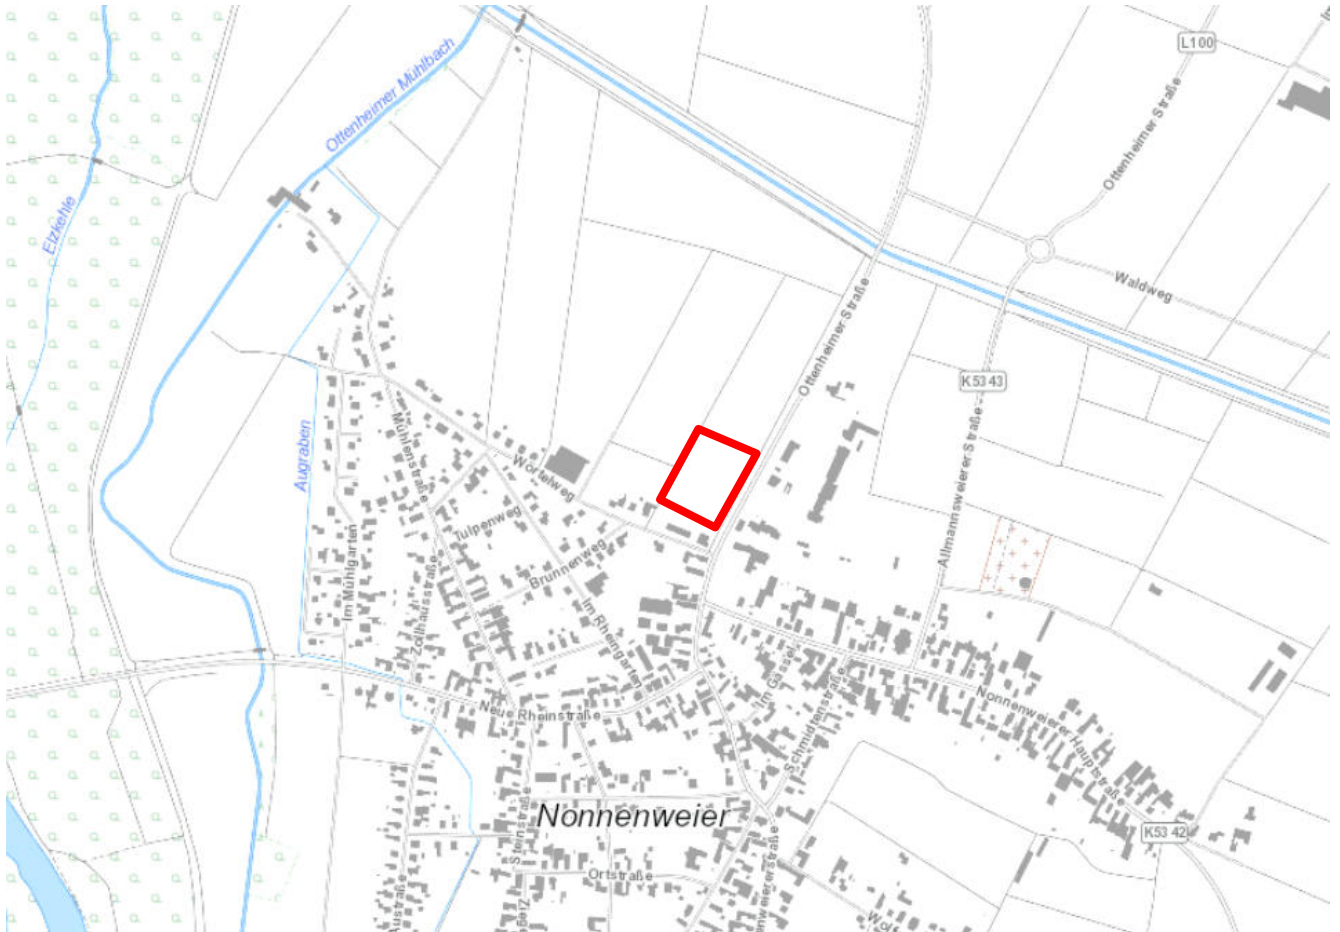 L100
Ottenheimer Mühlbach
Ottenheimer Straße
Elzkehle
Waldweg
Ottenheimer Straße
K5343
Mühlenstraße
Augraben
Wörtelweg
Allmannsweierer Straße
Tulpenweg
Brunnenweg
Im Mühlgarten
Zollhausstraße
Im Rheingarten
Im Gässel
Schmidtenstraße
Nonnenweierer Hauptstraße
Neue Rheinstraße
Nonnenweier
Steinstraße
K5342
Ortstraße